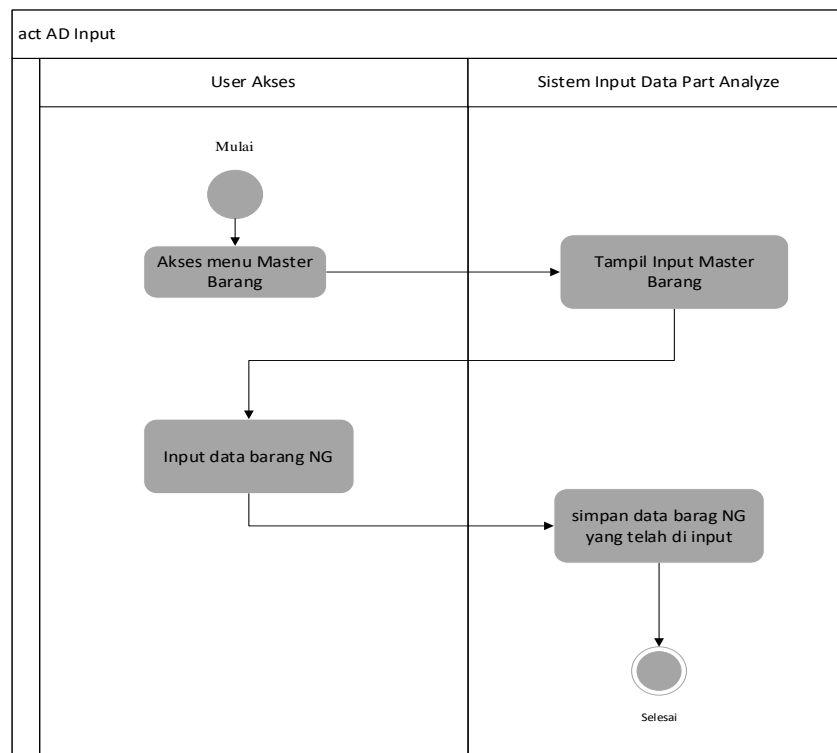 act AD Input
User Akses
Sistem Input Data Part Analyze
Mulai
Akses menu Master
Barang
Tampil Input Master
Barang
Input data barang NG
simpan data barag NG
yang telah di input
Selesai